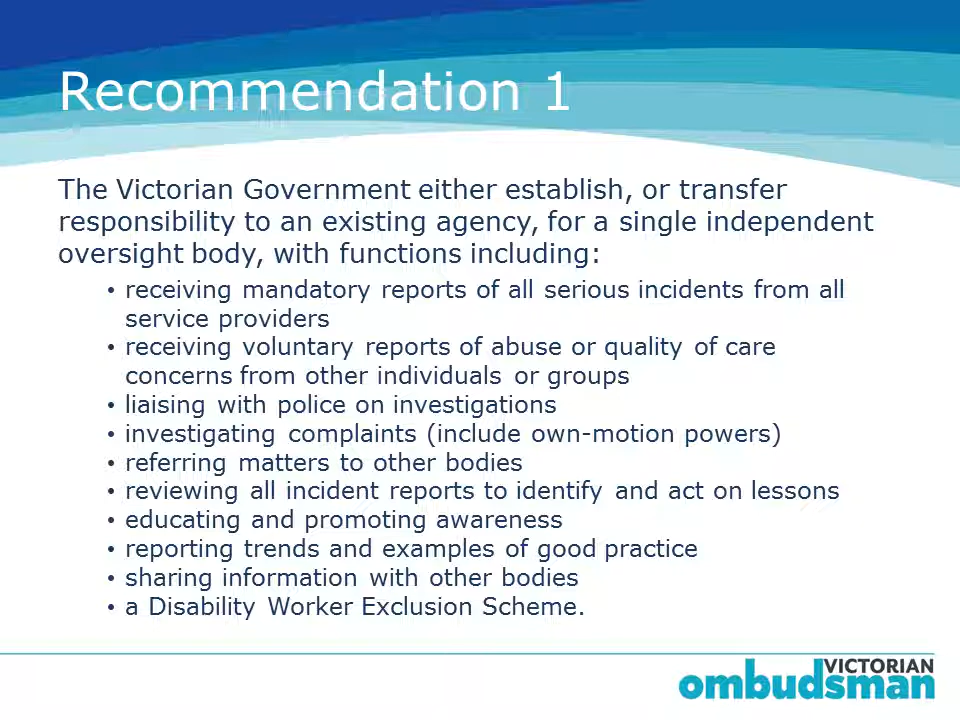 Recommendation 1
The Victorian Government either establish, or transfer
responsibility to an existing agency, for a single independent
oversight body, with functions including:
• receiving mandatory reports of all serious incidents from all
service providers
• receiving voluntary reports of abuse or quality of care
concerns from other individuals or groups
• liaising with police on investigations
• investigating complaints (include own-motion powers)
• referring matters to other bodies
• reviewing all incident reports to identify and act on lessons
• educating and promoting awareness
• reporting trends and examples of good practice
• sharing information with other bodies
• a Disability Worker Exclusion Scheme.
VICTORIAN
ombudsman